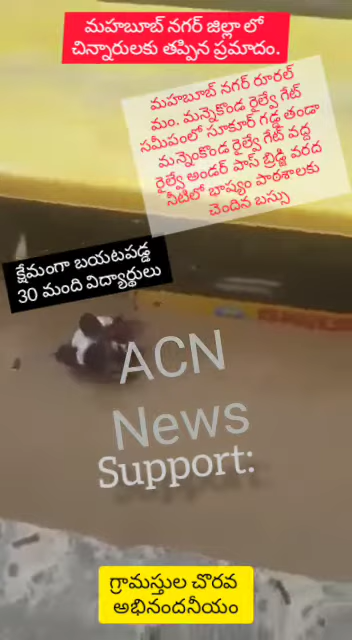 మహబూబ్ నగర్ జిల్లా లో
చిన్నారులకు తప్పిన ప్రమాదం.
మహబూబ్ నగర్ రూరల్
మం. మన్నెకొండ రైల్వే గేట్
సమీపంలో సూకూర్ గడ్డ తండా
మన్నెంకొండ రైల్వే గేట్ వద్ద
రైల్వే అండర్ పాస్ బ్రిడ్జి వరద
నీటిలో భాష్యం పాఠశాలకు
చెందిన బస్సు
క్షేమంగా బయటపడ్డ
30 మంది విద్యార్థులు
ACN
News
Support:
గ్రామస్తుల చొరవ
అభినందనీయం